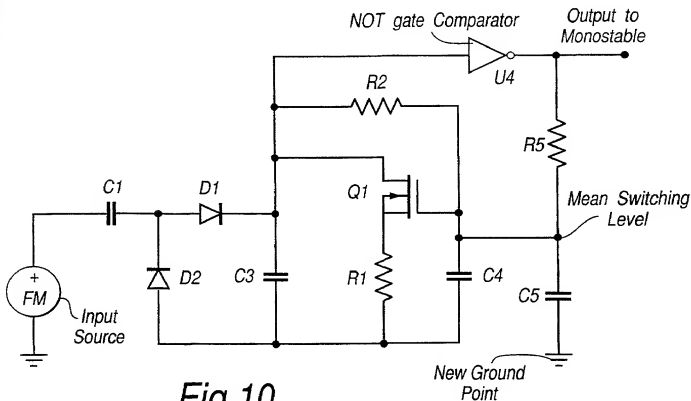 NOT gate Comparator
Output to
Monostable
U4
R2
R5
C1
D1
Q1
Mean Switching
Level
+
FM
D2
C3
R1
C4
C5
Input
Source
New Ground
Point
Fig 10